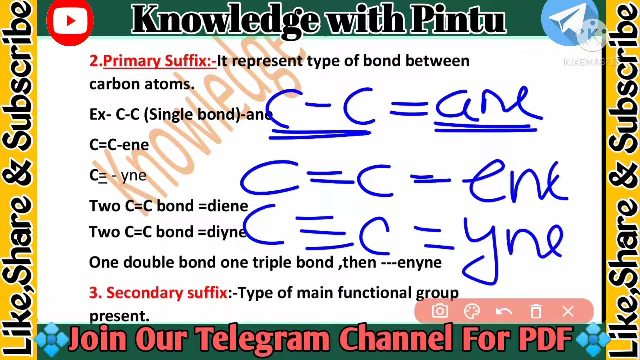 Knowledge with Pintu
KIXEMASTER
Like,Share & Subscribe
2.Primary Suffix:-It represent type of bond between
carbon atoms.
Ex- C-C (Single bond)-ane
C-C = ane
C=C-ene
C=C = ene
C≡ - yne
C≡C = yne
Two C=C bond =diene
Two C=C bond =diyne
One double bond one triple bond ,then ---enyne
3. Secondary suffix:-Type of main functional group
present.
Knowledge
Like,Share & Subscribe
Join Our Telegram Channel For PDF